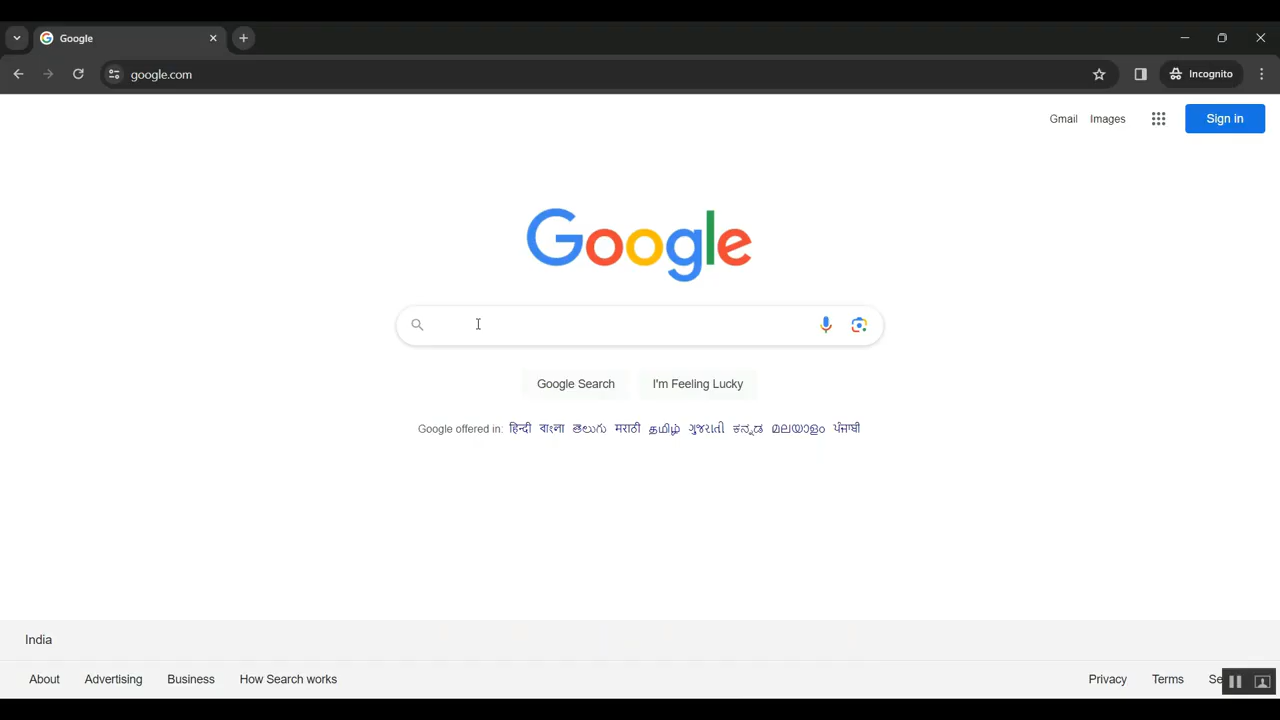 Google
google.com
Incognito
Gmail Images
Sign in
Google
Google Search I'm Feeling Lucky
Google offered in: हिन्दी বাংলা తెలుగు मराठी தமிழ் ગુજરાતી ಕನ್ನಡ മലയാളം ਪੰਜਾਬੀ
India
About Advertising Business How Search works Privacy Terms Se